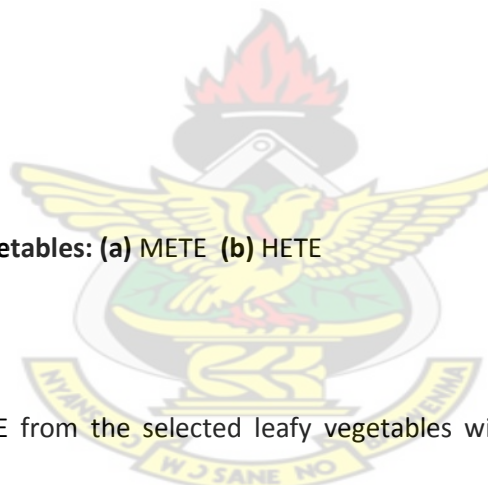 etables: (a) METE (b) HETE
E from the selected leafy vegetables wi
W Ɔ SANE NO